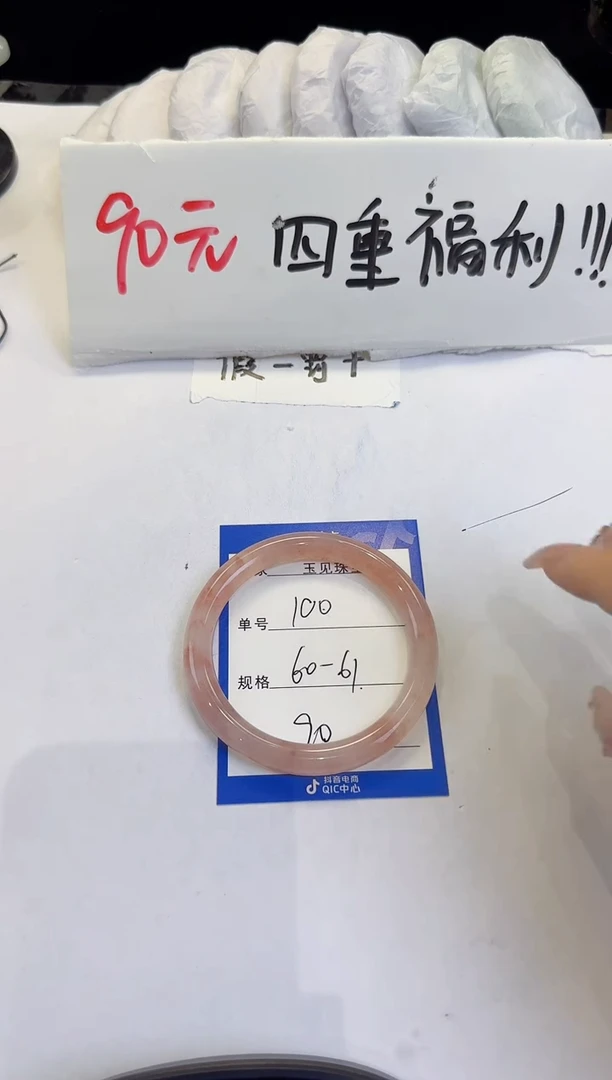 90元 四重福利!!!
假一罚十
玉见珠
单号 100
规格 60-61
90
抖音电商
QIC中心